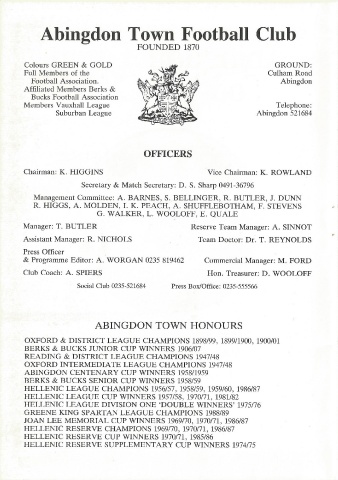 Abingdon Town Football Club
FOUNDED 1870
Colours GREEN & GOLD
Full Members of the
Football Association.
Affiliated Members Berks &
Bucks Football Association
Members Vauxhall League
Suburban League
GROUND:
Culham Road
Abingdon
Telephone:
Abingdon 521684
OFFICERS
Chairman: K. HIGGINS
Vice Chairman: K. ROWLAND
Secretary & Match Secretary: D. S. Sharp 0491-36796
Management Committee: A. BARNES, S. BELLINGER, R. BUTLER, J. DUNN
R. HIGGS, A. MOLDEN, I. K. PEACH, A. SHUFFLEBOTHAM, F. STEVENS
G. WALKER, L. WOOLOFF, E. QUALE
Manager: T. BUTLER
Reserve Team Manager: A. SINNOT
Assistant Manager: R. NICHOLS
Team Doctor: Dr. T. REYNOLDS
Press Officer
& Programme Editor: A. WORGAN 0235 819462
Commercial Manager: M. FORD
Club Coach: A. SPIERS
Hon. Treasurer: D. WOOLOFF
Social Club 0235-521684
Press Box/Office: 0235-555566
ABINGDON TOWN HONOURS
OXFORD & DISTRICT LEAGUE CHAMPIONS 1898/99, 1899/1900, 1900/01
BERKS & BUCKS JUNIOR CUP WINNERS 1906/07
READING & DISTRICT LEAGUE CHAMPIONS 1947/48
OXFORD INTERMEDIATE LEAGUE CHAMPIONS 1947/48
ABINGDON CENTENARY CUP WINNERS 1958/1959
BERKS & BUCKS SENIOR CUP WINNERS 1958/59
HELLENIC LEAGUE CHAMPIONS 1956/57, 1958/59, 1959/60, 1986/87
HELLENIC LEAGUE CUP WINNERS 1957/58, 1970/71, 1981/82
HELLENIC LEAGUE DIVISION ONE 'DOUBLE WINNERS' 1975/76
GREENE KING SPARTAN LEAGUE CHAMPIONS 1988/89
JOAN LEE MEMORIAL CUP WINNERS 1969/70, 1970/71, 1986/87
HELLENIC RESERVE CHAMPIONS 1969/70, 1970/71, 1986/87
HELLENIC RESERVE CUP WINNERS 1970/71, 1985/86
HELLENIC RESERVE SUPPLEMENTARY CUP WINNERS 1974/75